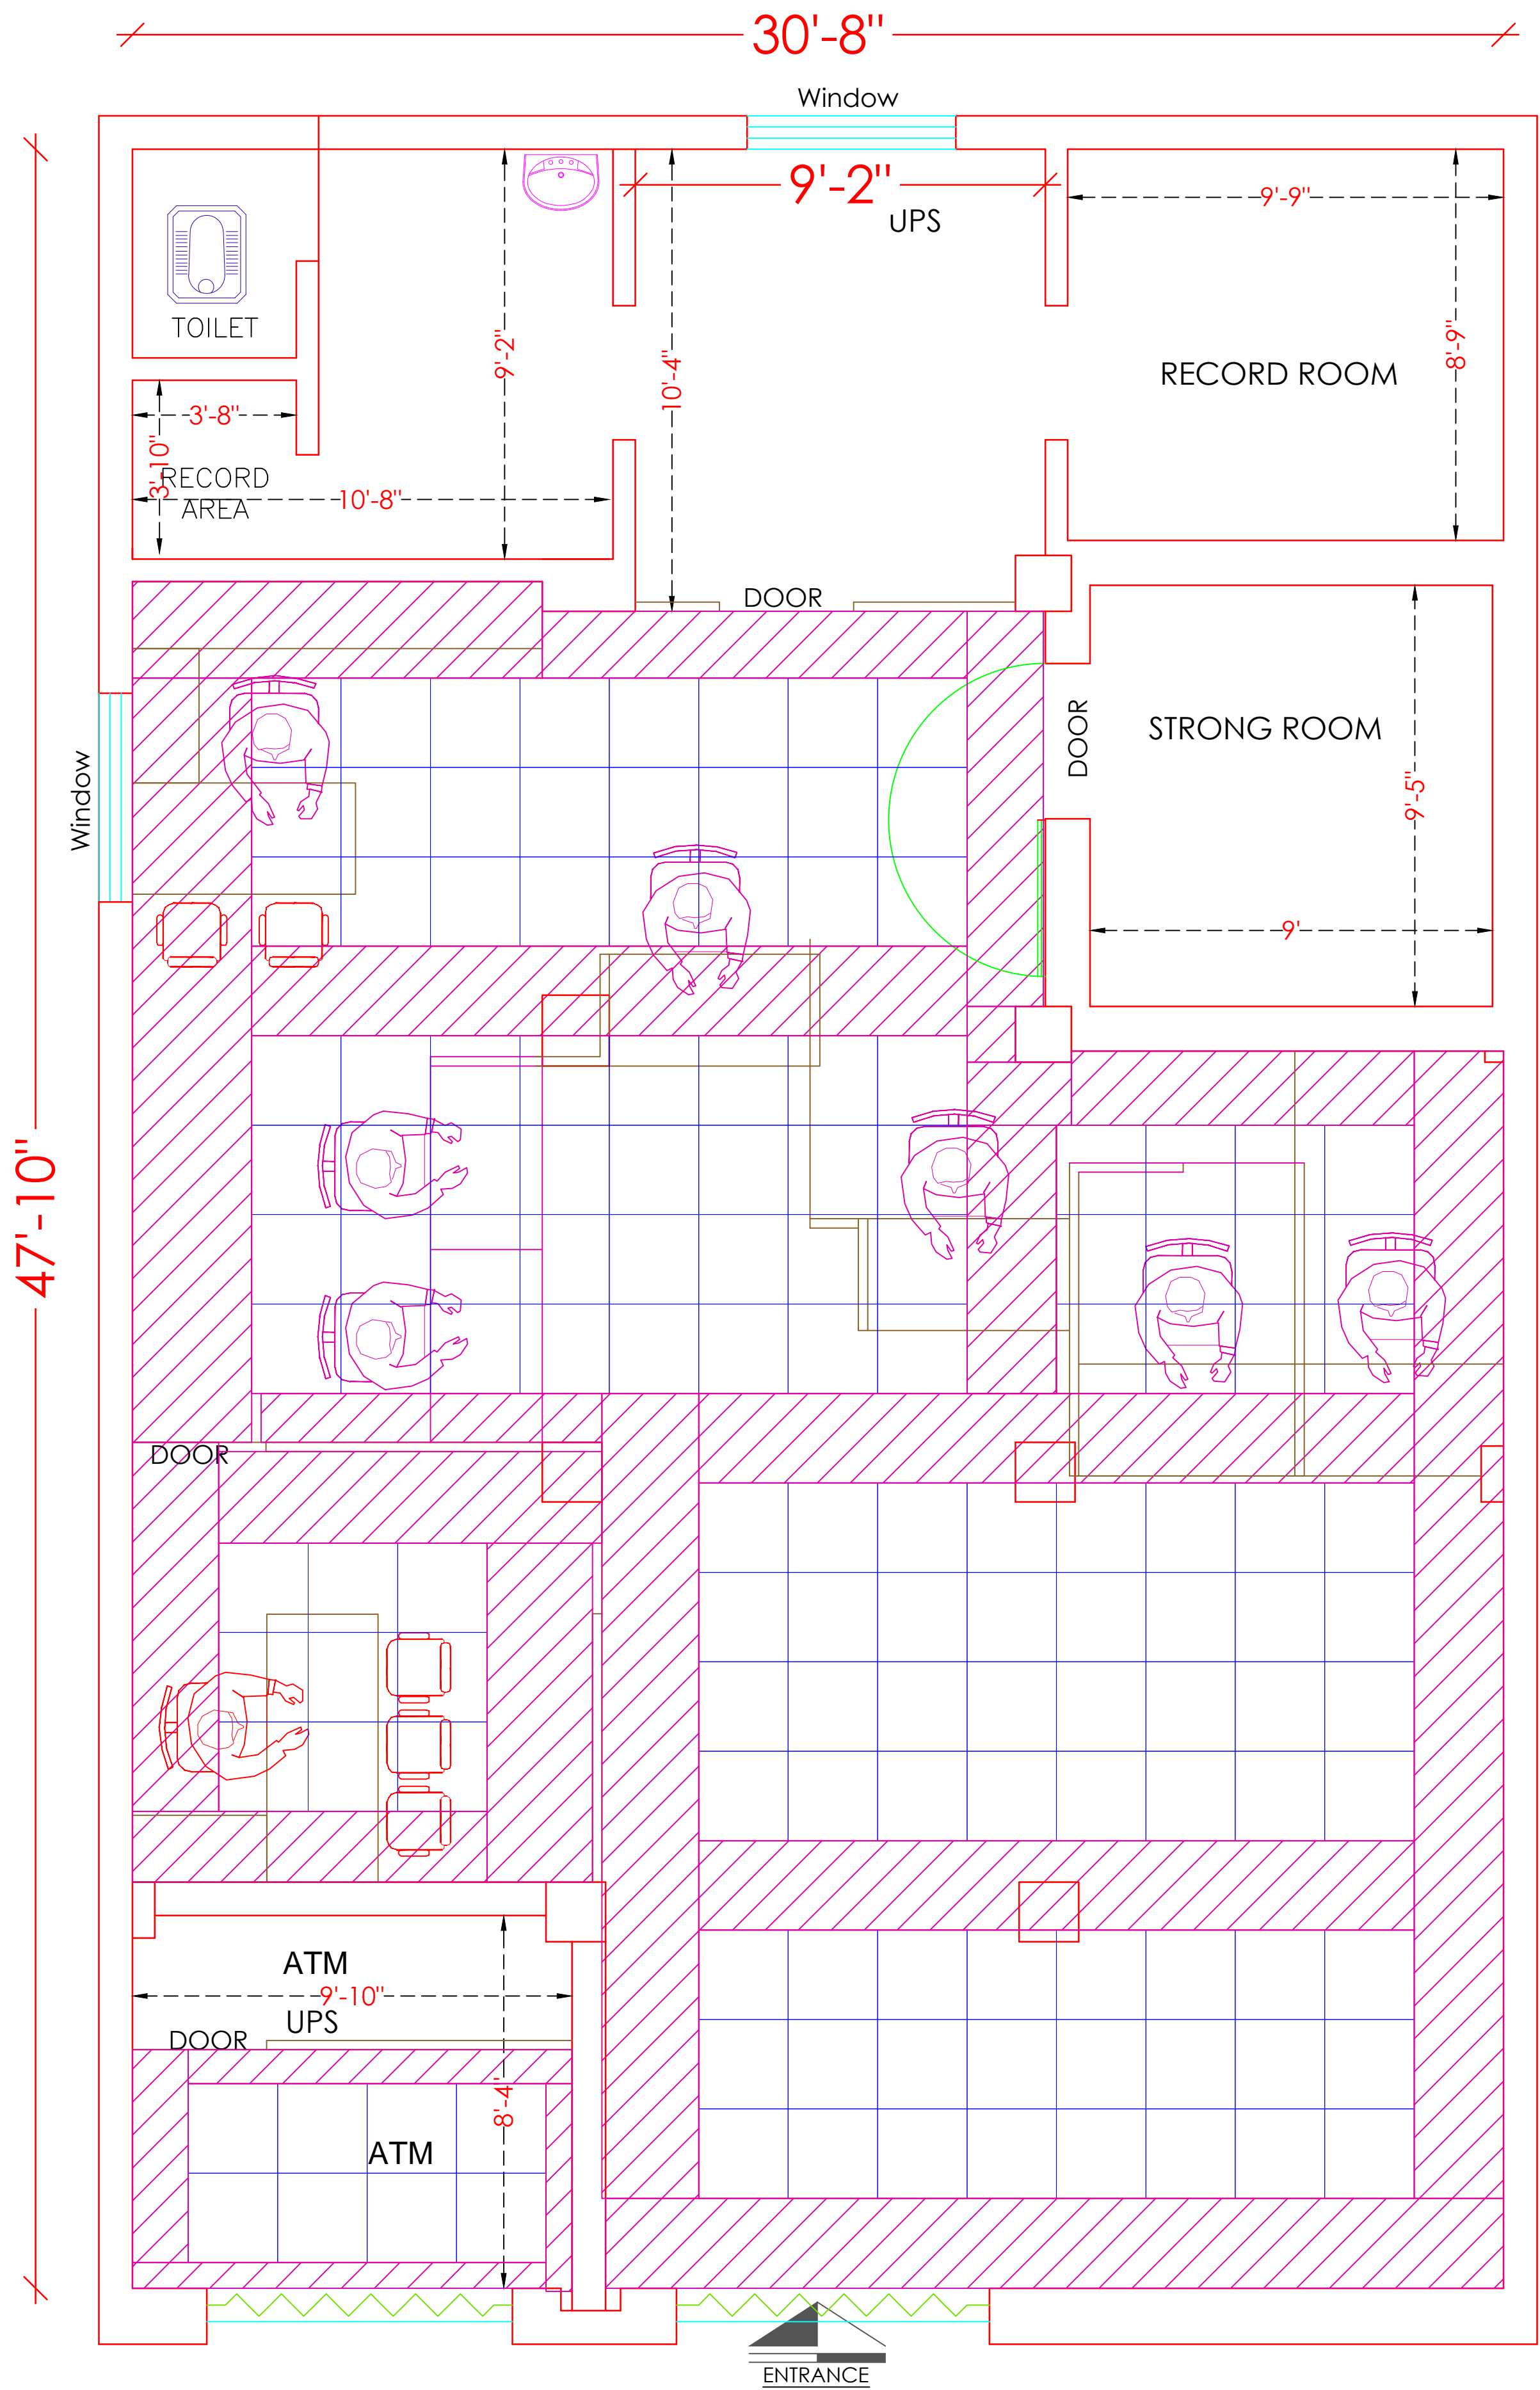 30'-8"
Window
9'-2"
UPS
9'-9"
TOILET
9'-2"
10'-4"
8'-9"
RECORD ROOM
3'-8"
3'-10"
RECORD
AREA
10'-8"
DOOR
DOOR
STRONG ROOM
Window
9'-5"
9'
47'-10"
DOOR
ATM
9'-10"
UPS
DOOR
8'-4"
ATM
ENTRANCE